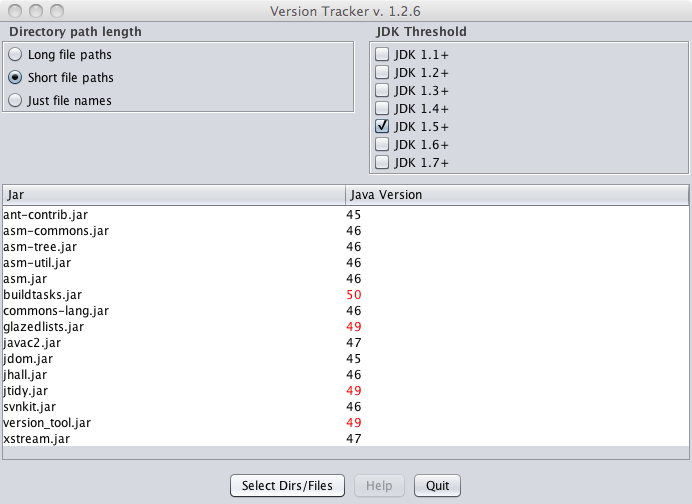 Version Tracker v. 1.2.6
Directory path length
Long file paths
Short file paths
Just file names
JDK Threshold
JDK 1.1+
JDK 1.2+
JDK 1.3+
JDK 1.4+
JDK 1.5+
JDK 1.6+
JDK 1.7+
Jar Java Version
ant-contrib.jar 45
asm-commons.jar 46
asm-tree.jar 46
asm-util.jar 46
asm.jar 46
buildtasks.jar 50
commons-lang.jar 46
glazedlists.jar 49
javac2.jar 47
jdom.jar 45
jhall.jar 46
jtidy.jar 49
svnkit.jar 46
version_tool.jar 49
xstream.jar 47
Select Dirs/Files Help Quit